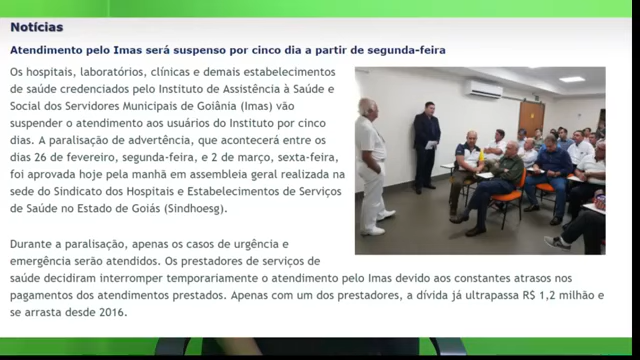 Notícias
Atendimento pelo Imas será suspenso por cinco dia a partir de segunda-feira
Os hospitais, laboratórios, clínicas e demais estabelecimentos
de saúde credenciados pelo Instituto de Assistência à Saúde e
Social dos Servidores Municipais de Goiânia (Imas) vão
suspender o atendimento aos usuários do Instituto por cinco
dias. A paralisação de advertência, que acontecerá entre os
dias 26 de fevereiro, segunda-feira, e 2 de março, sexta-feira,
foi aprovada hoje pela manhã em assembleia geral realizada na
sede do Sindicato dos Hospitais e Estabelecimentos de Serviços
de Saúde no Estado de Goiás (Sindhoesg).
Durante a paralisação, apenas os casos de urgência e
emergência serão atendidos. Os prestadores de serviços de
saúde decidiram interromper temporariamente o atendimento pelo Imas devido aos constantes atrasos nos
pagamentos dos atendimentos prestados. Apenas com um dos prestadores, a dívida já ultrapassa R$ 1,2 milhão e
se arrasta desde 2016.